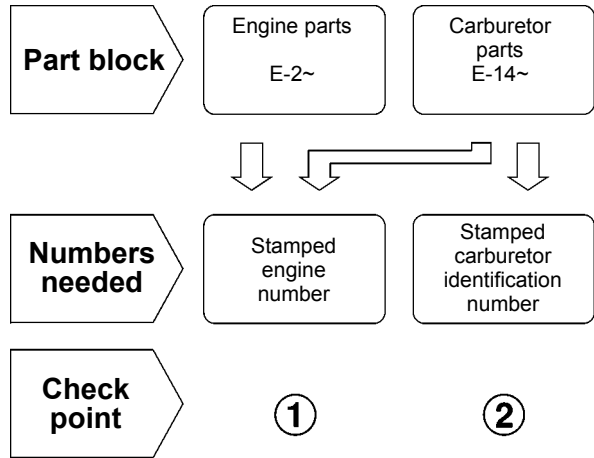 Part block
Engine parts
E-2~
Carburetor
parts
E-14~
Numbers
needed
Stamped
engine
number
Stamped
carburetor
identification
number
Check
point
①
②